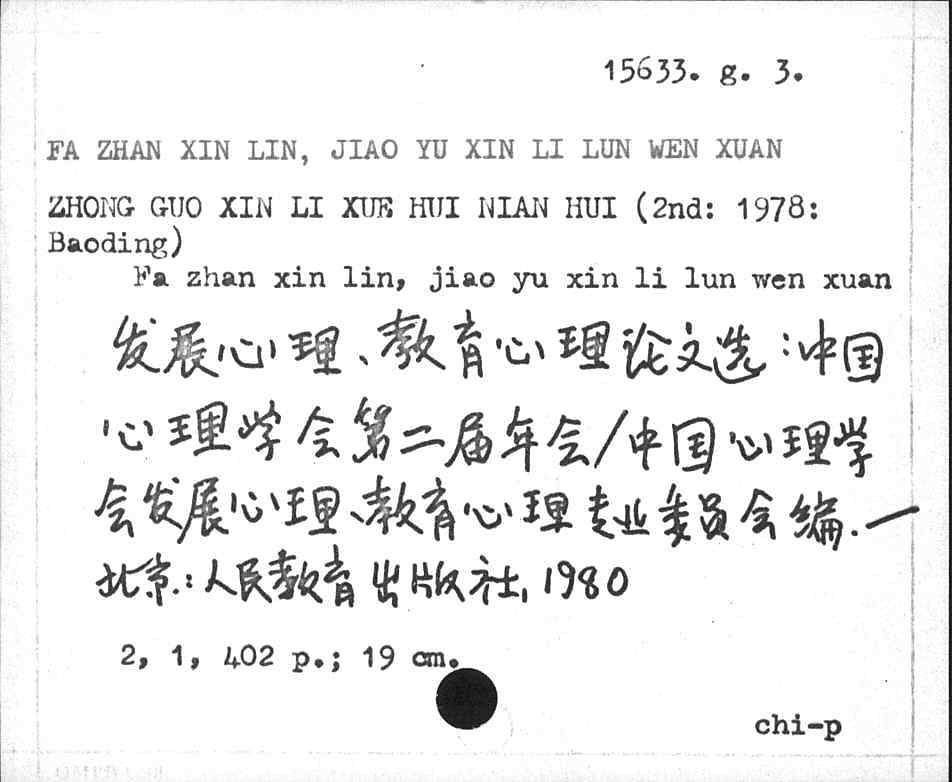 15633. g. 3.
FA ZHAN XIN LIN, JIAO YU XIN LI LUN WEN XUAN
ZHONG GUO XIN LI XUE HUI NIAN HUI (2nd: 1978:
Baoding)
Fa zhan xin lin, jiao yu xin li lun wen xuan
发展心理、教育心理论文选:中国
心理学会第二届年会/中国心理学
会发展心理、教育心理专业委员会编.—
北京.:人民教育出版社, 1980
2, 1, 402 p.; 19 cm.
chi-p